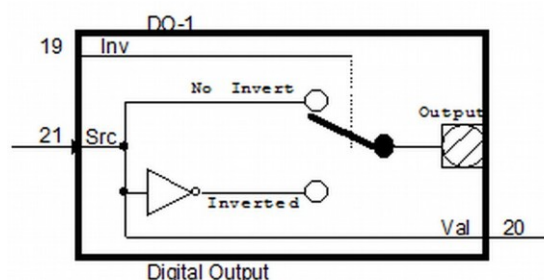 DO-1
19 Inv
No Invert
Output
21 Src
Inverted
Val 20
Digital Output